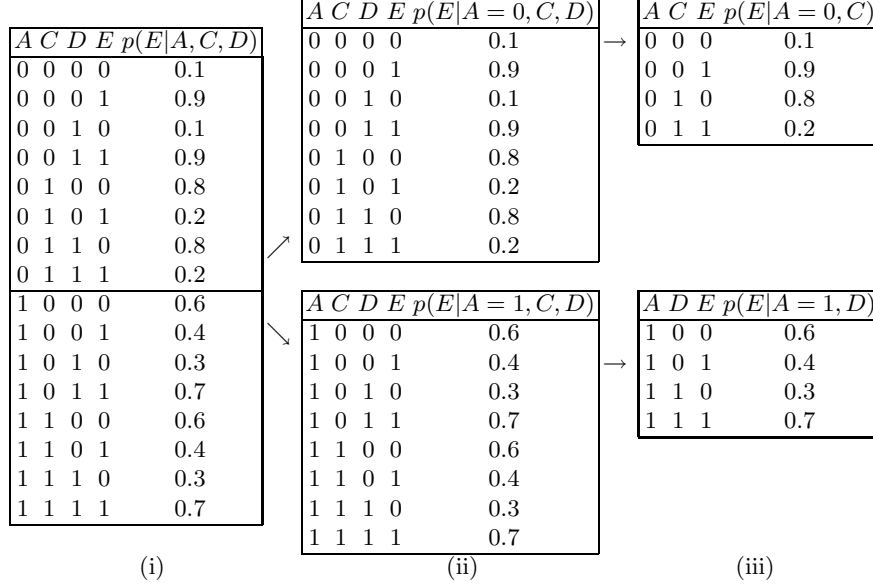 A C D E p(E|A, C, D)
0 0 0 0 0.1
0 0 0 1 0.9
0 0 1 0 0.1
0 0 1 1 0.9
0 1 0 0 0.8
0 1 0 1 0.2
0 1 1 0 0.8
0 1 1 1 0.2
1 0 0 0 0.6
1 0 0 1 0.4
1 0 1 0 0.3
1 0 1 1 0.7
1 1 0 0 0.6
1 1 0 1 0.4
1 1 1 0 0.3
1 1 1 1 0.7
(i)
A C D E p(E|A = 0, C, D)
0 0 0 0 0.1
0 0 0 1 0.9
0 0 1 0 0.1
0 0 1 1 0.9
0 1 0 0 0.8
0 1 0 1 0.2
0 1 1 0 0.8
0 1 1 1 0.2
A C D E p(E|A = 1, C, D)
1 0 0 0 0.6
1 0 0 1 0.4
1 0 1 0 0.3
1 0 1 1 0.7
1 1 0 0 0.6
1 1 0 1 0.4
1 1 1 0 0.3
1 1 1 1 0.7
(ii)
A C E p(E|A = 0, C)
0 0 0 0.1
0 0 1 0.9
0 1 0 0.8
0 1 1 0.2
A D E p(E|A = 1, D)
1 0 0 0.6
1 0 1 0.4
1 1 0 0.3
1 1 1 0.7
(iii)